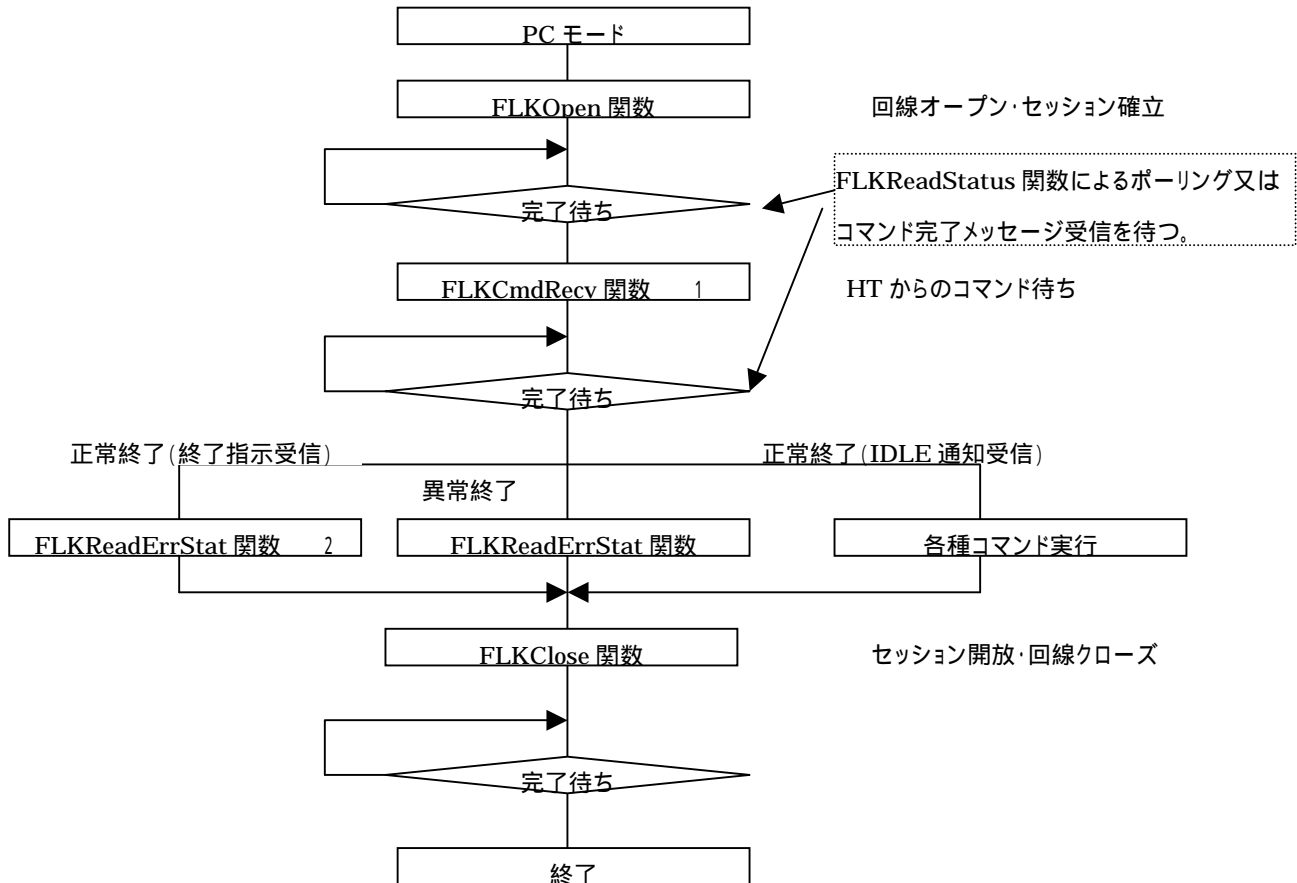 PC モード
FLKOpen 関数
回線オープン・セッション確立
完了待ち
FLKReadStatus 関数によるポーリング又は
コマンド完了メッセージ受信を待つ。
FLKCmdRecv 関数 1
HT からのコマンド待ち
完了待ち
正常終了(終了指示受信)
正常終了(IDLE 通知受信)
異常終了
FLKReadErrStat 関数 2
FLKReadErrStat 関数
各種コマンド実行
FLKClose 関数
セッション開放・回線クローズ
完了待ち
終了